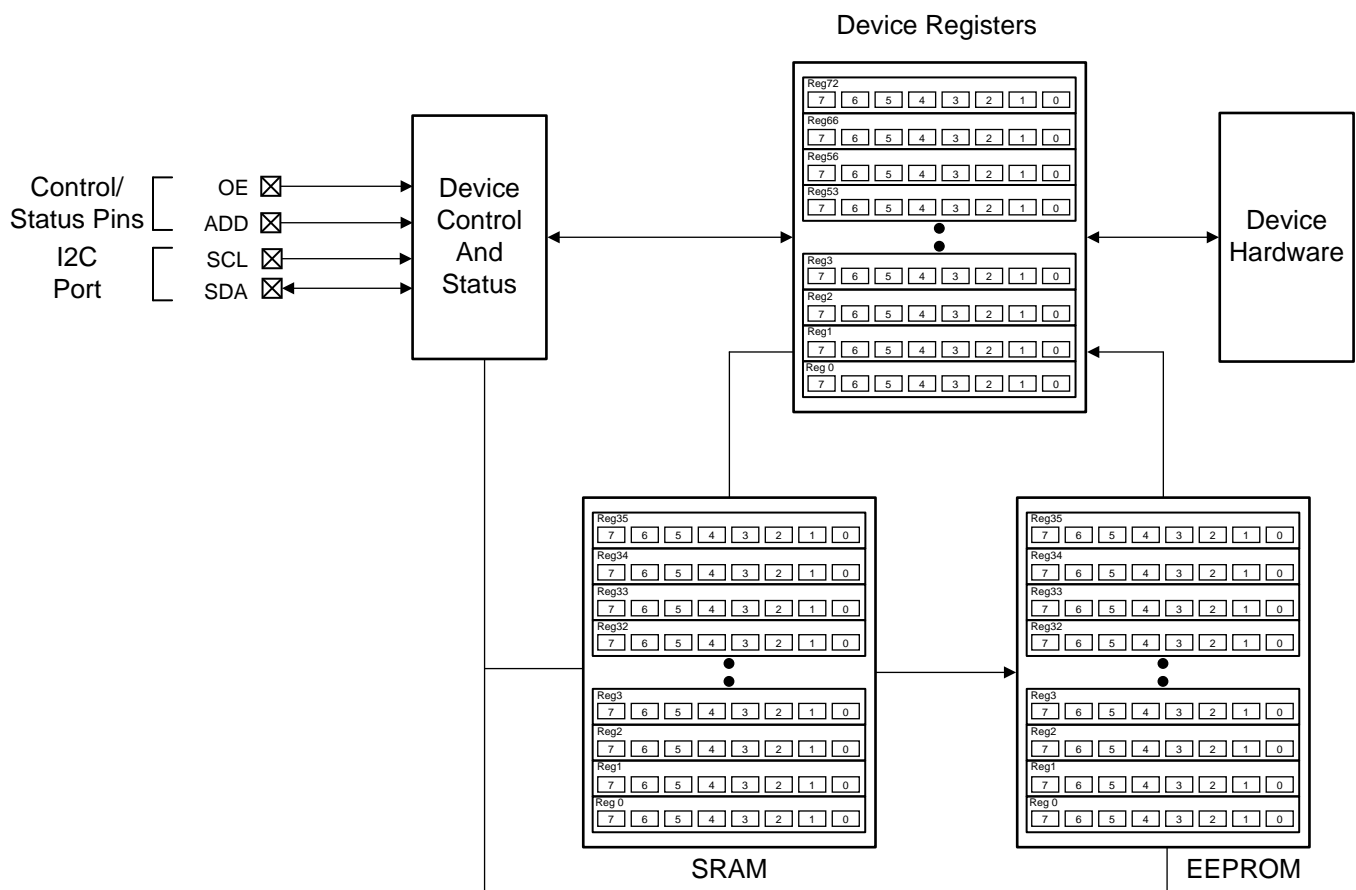 Device Registers
Reg72
7 6 5 4 3 2 1 0
Reg66
7 6 5 4 3 2 1 0
Reg56
7 6 5 4 3 2 1 0
Reg53
7 6 5 4 3 2 1 0
Reg3
7 6 5 4 3 2 1 0
Reg2
7 6 5 4 3 2 1 0
Reg1
7 6 5 4 3 2 1 0
Reg 0
7 6 5 4 3 2 1 0
Control/
Status Pins
OE
ADD
I2C
Port
SCL
SDA
Device
Control
And
Status
Device
Hardware
Reg35
7 6 5 4 3 2 1 0
Reg34
7 6 5 4 3 2 1 0
Reg33
7 6 5 4 3 2 1 0
Reg32
7 6 5 4 3 2 1 0
Reg3
7 6 5 4 3 2 1 0
Reg2
7 6 5 4 3 2 1 0
Reg1
7 6 5 4 3 2 1 0
Reg 0
7 6 5 4 3 2 1 0
SRAM
Reg35
7 6 5 4 3 2 1 0
Reg34
7 6 5 4 3 2 1 0
Reg33
7 6 5 4 3 2 1 0
Reg32
7 6 5 4 3 2 1 0
Reg3
7 6 5 4 3 2 1 0
Reg2
7 6 5 4 3 2 1 0
Reg1
7 6 5 4 3 2 1 0
Reg 0
7 6 5 4 3 2 1 0
EEPROM